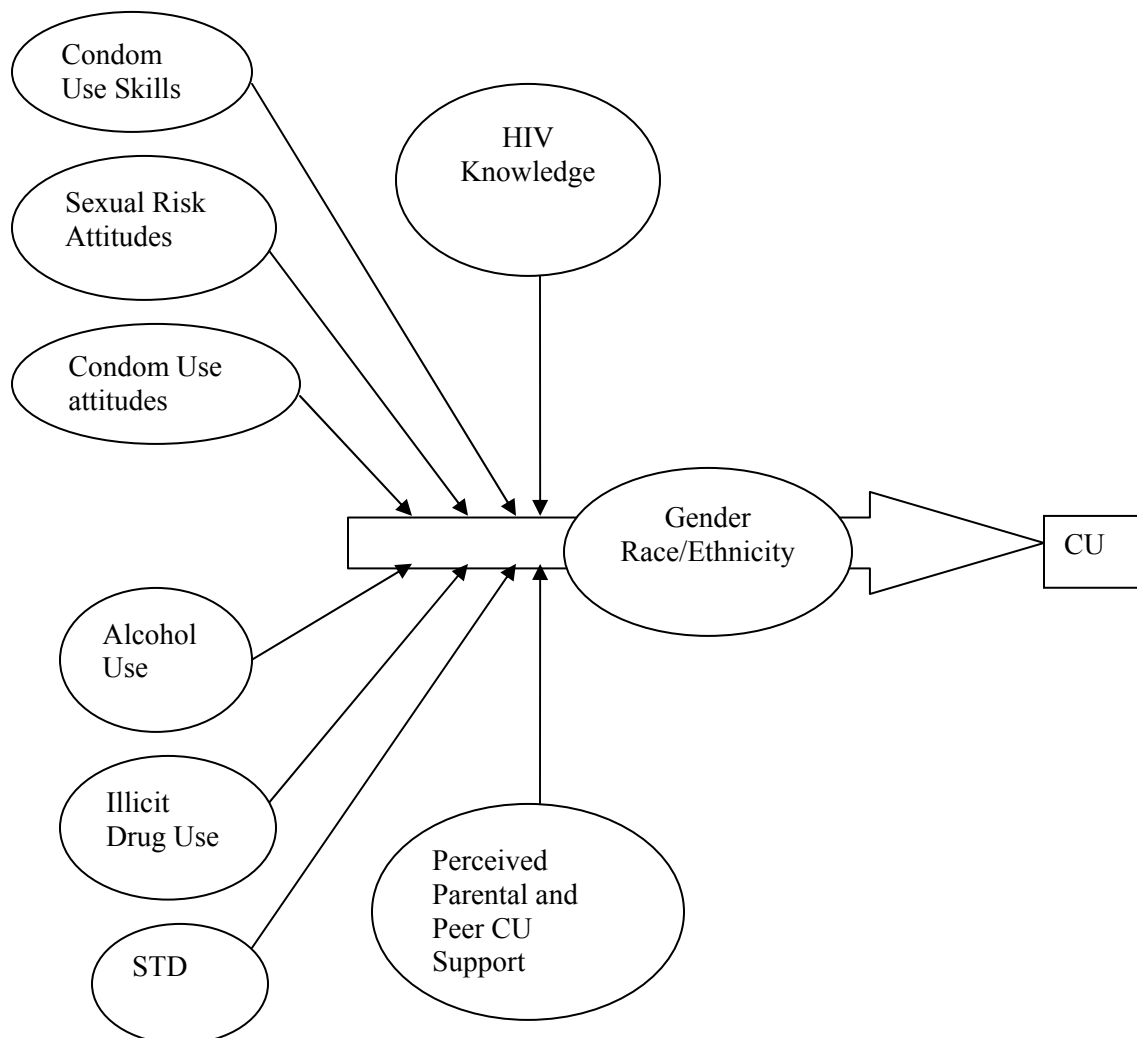 Condom
Use Skills
HIV
Knowledge
Sexual Risk
Attitudes
Condom Use
attitudes
Gender
Race/Ethnicity
CU
Alcohol
Use
Illicit
Drug Use
Perceived
Parental and
Peer CU
Support
STD